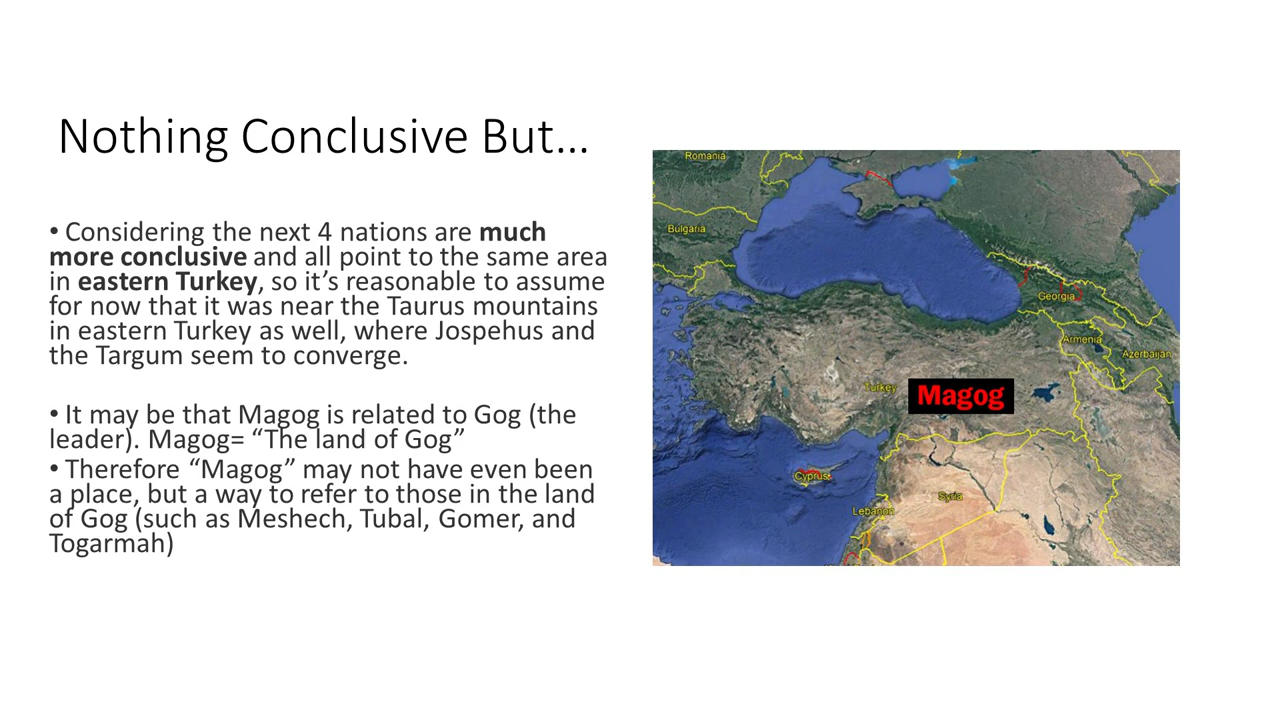 Nothing Conclusive But…
• Considering the next 4 nations are much
more conclusive and all point to the same area
in eastern Turkey, so it’s reasonable to assume
for now that it was near the Taurus mountains
in eastern Turkey as well, where Jospehus and
the Targum seem to converge.
• It may be that Magog is related to Gog (the
leader). Magog= “The land of Gog”
• Therefore “Magog” may not have even been
a place, but a way to refer to those in the land
of Gog (such as Meshech, Tubal, Gomer, and
Togarmah)
Romania
Bulgaria
Georgia
Armenia
Azerbaijan
Turkey
Magog
Cyprus
Syria
Lebanon